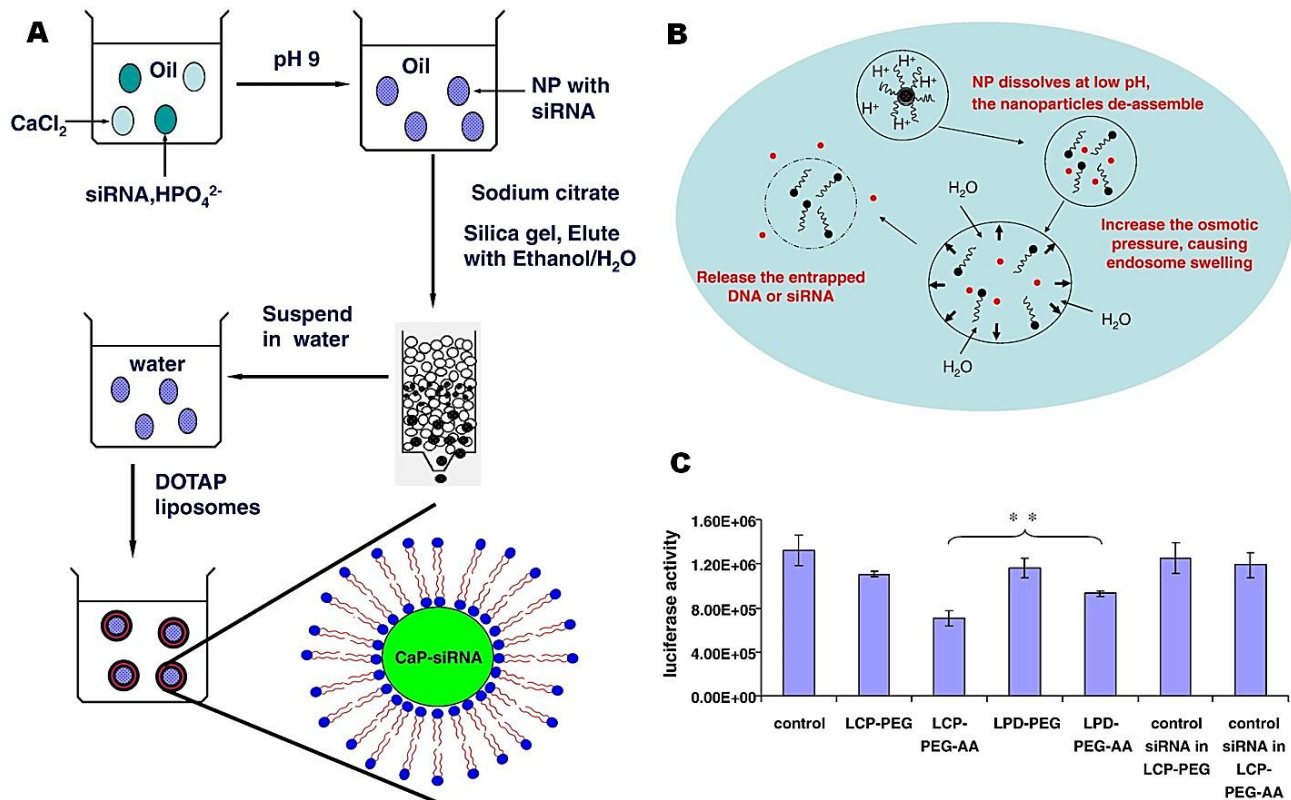 A
Oil
CaCl2
siRNA,HPO4 2-
pH 9
Oil
NP with
siRNA
Sodium citrate
Silica gel, Elute
with Ethanol/H2O
Suspend
in water
water
DOTAP
liposomes
CaP-siRNA
B
H+
H+
H+
H+
H+
H+
NP dissolves at low pH,
the nanoparticles de-assemble
H2O
Increase the osmotic
pressure, causing
endosome swelling
H2O
H2O
Release the entrapped
DNA or siRNA
C
luciferase activity
1.60E+06
1.20E+06
8.00E+05
4.00E+05
0.00E+00
* *
control
LCP-PEG
LCP-
PEG-AA
LPD-PEG
LPD-
PEG-AA
control
siRNA in
LCP-PEG
control
siRNA in
LCP-
PEG-AA